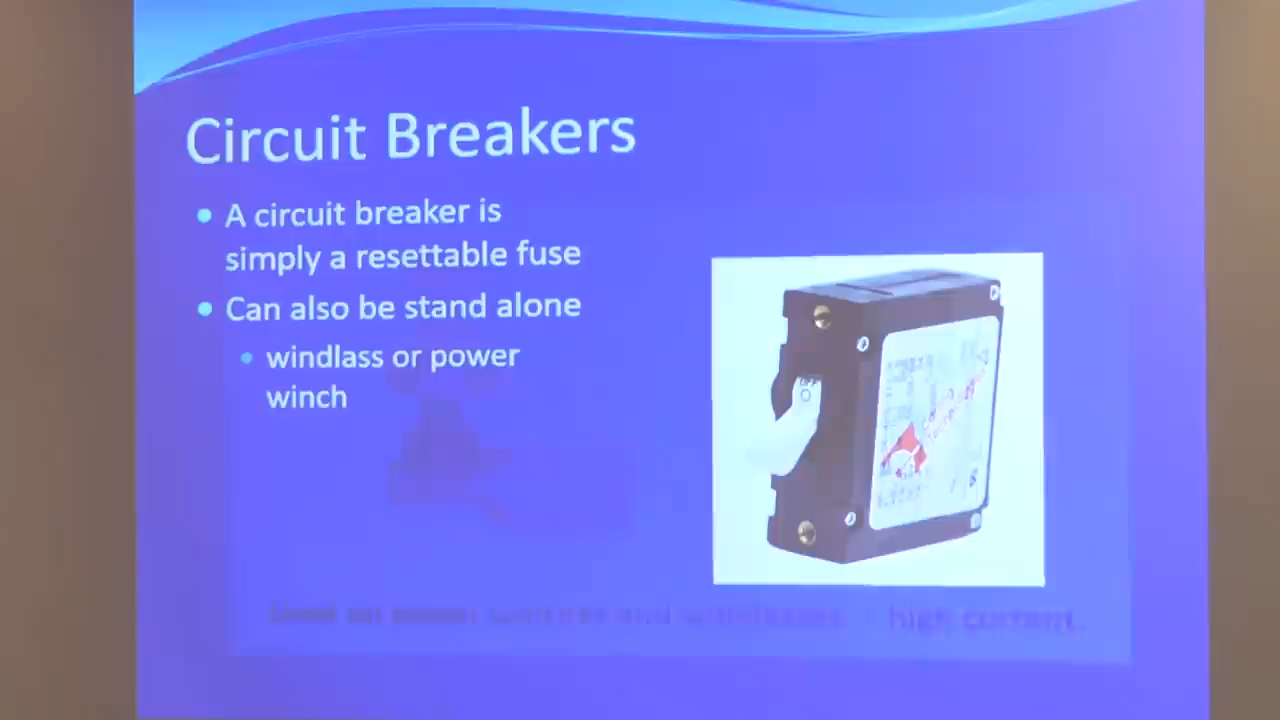 Circuit Breakers
A circuit breaker is
simply a resettable fuse
Can also be stand alone
windlass or power
winch
OFF
high current.